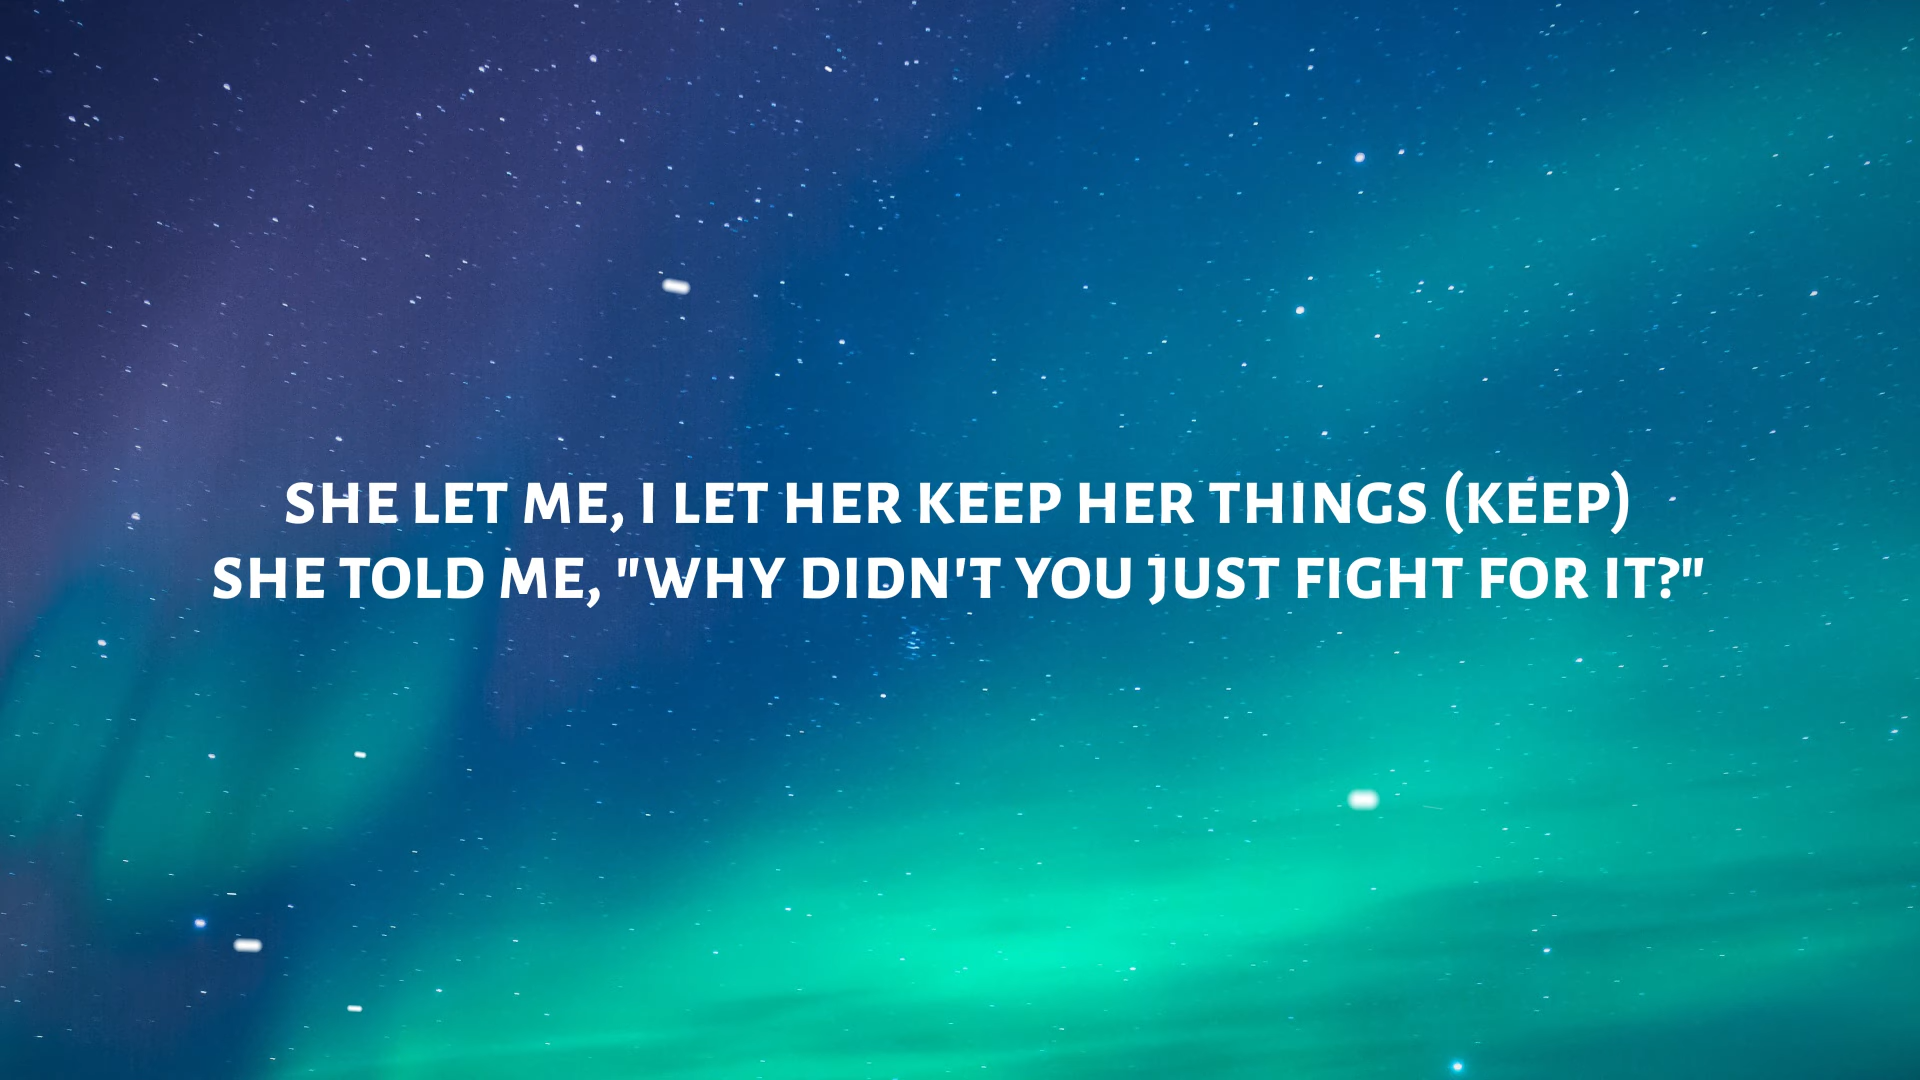 SHE LET ME, I LET HER KEEP HER THINGS (KEEP)
SHE TOLD ME, "WHY DIDN'T YOU JUST FIGHT FOR IT?"